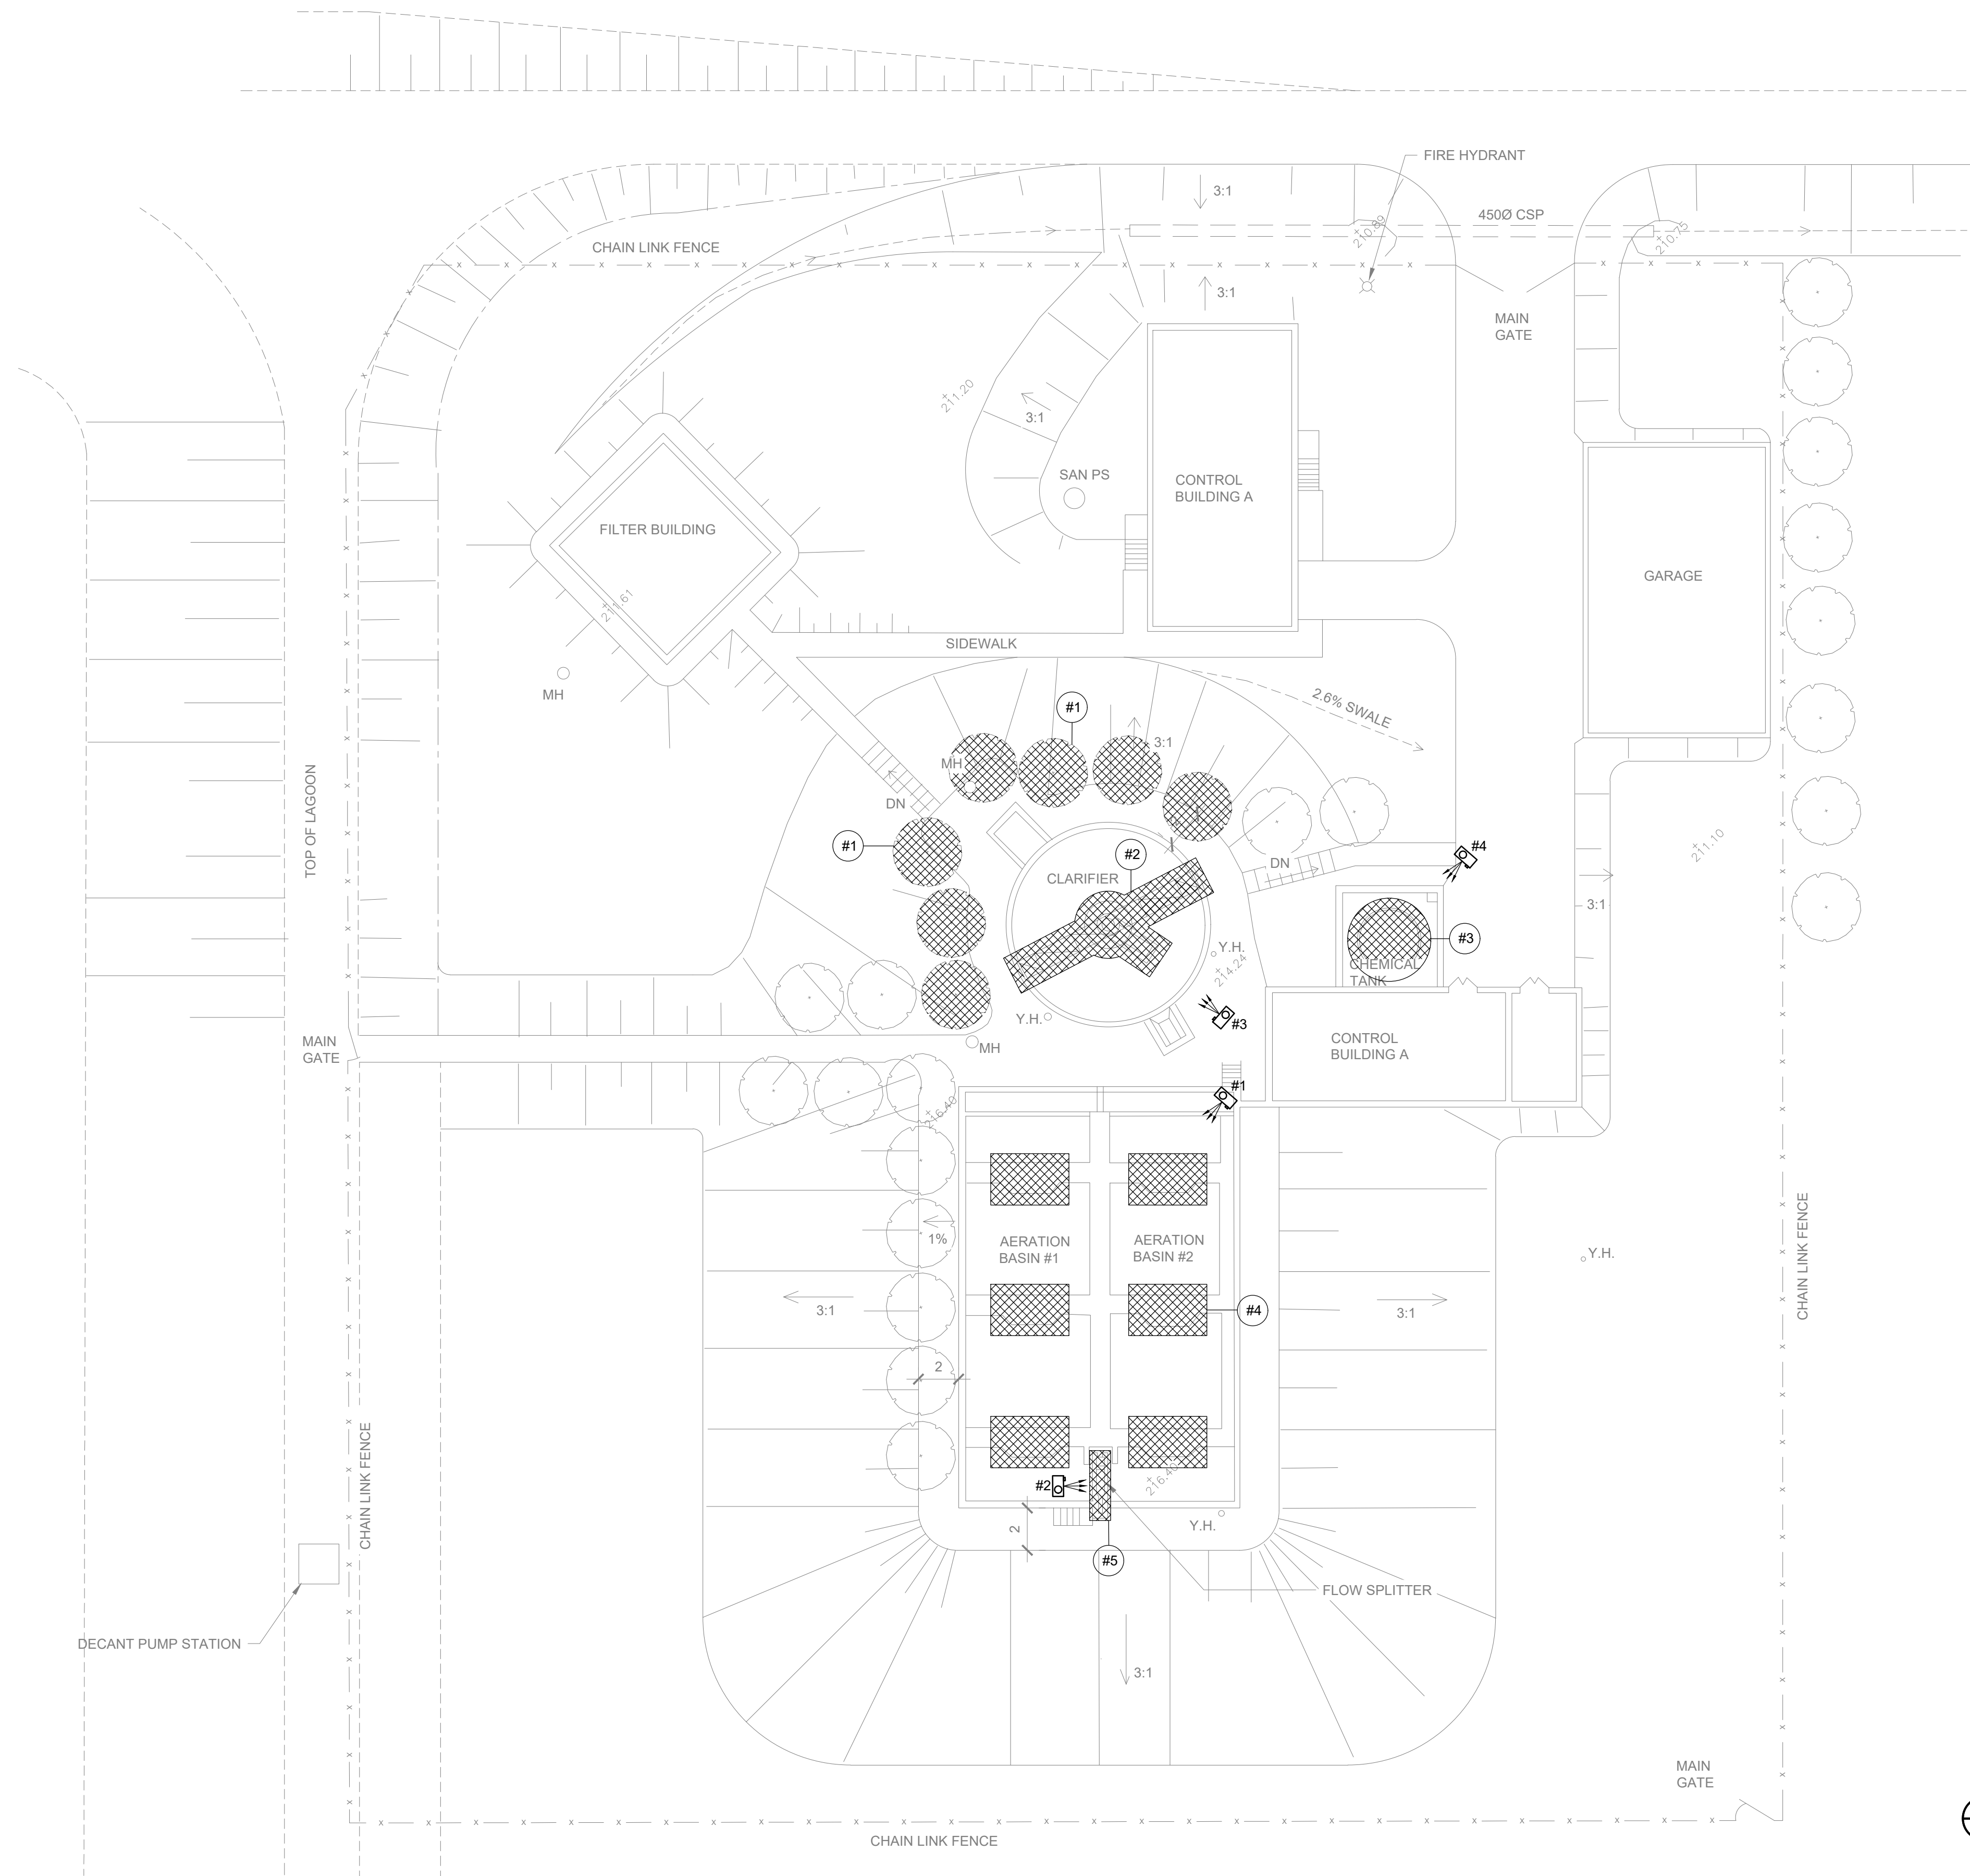 FIRE HYDRANT
3:1
450Ø CSP
210.89
210.75
CHAIN LINK FENCE
3:1
MAIN
GATE
211.20
3:1
SAN PS
CONTROL
BUILDING A
FILTER BUILDING
GARAGE
211.61
SIDEWALK
MH
2.6% SWALE
#1
3:1
MH
TOP OF LAGOON
DN
#1
#2
#4
211.10
DN
CLARIFIER
3:1
#3
Y.H.
CHEMICAL
TANK
214.24
Y.H.
#3
MAIN
GATE
MH
CONTROL
BUILDING A
#1
216.40
CHAIN LINK FENCE
1%
AERATION
BASIN #1
AERATION
BASIN #2
Y.H.
3:1
#4
3:1
2
CHAIN LINK FENCE
#2
216.40
Y.H.
2
#5
FLOW SPLITTER
DECANT PUMP STATION
3:1
MAIN
GATE
CHAIN LINK FENCE